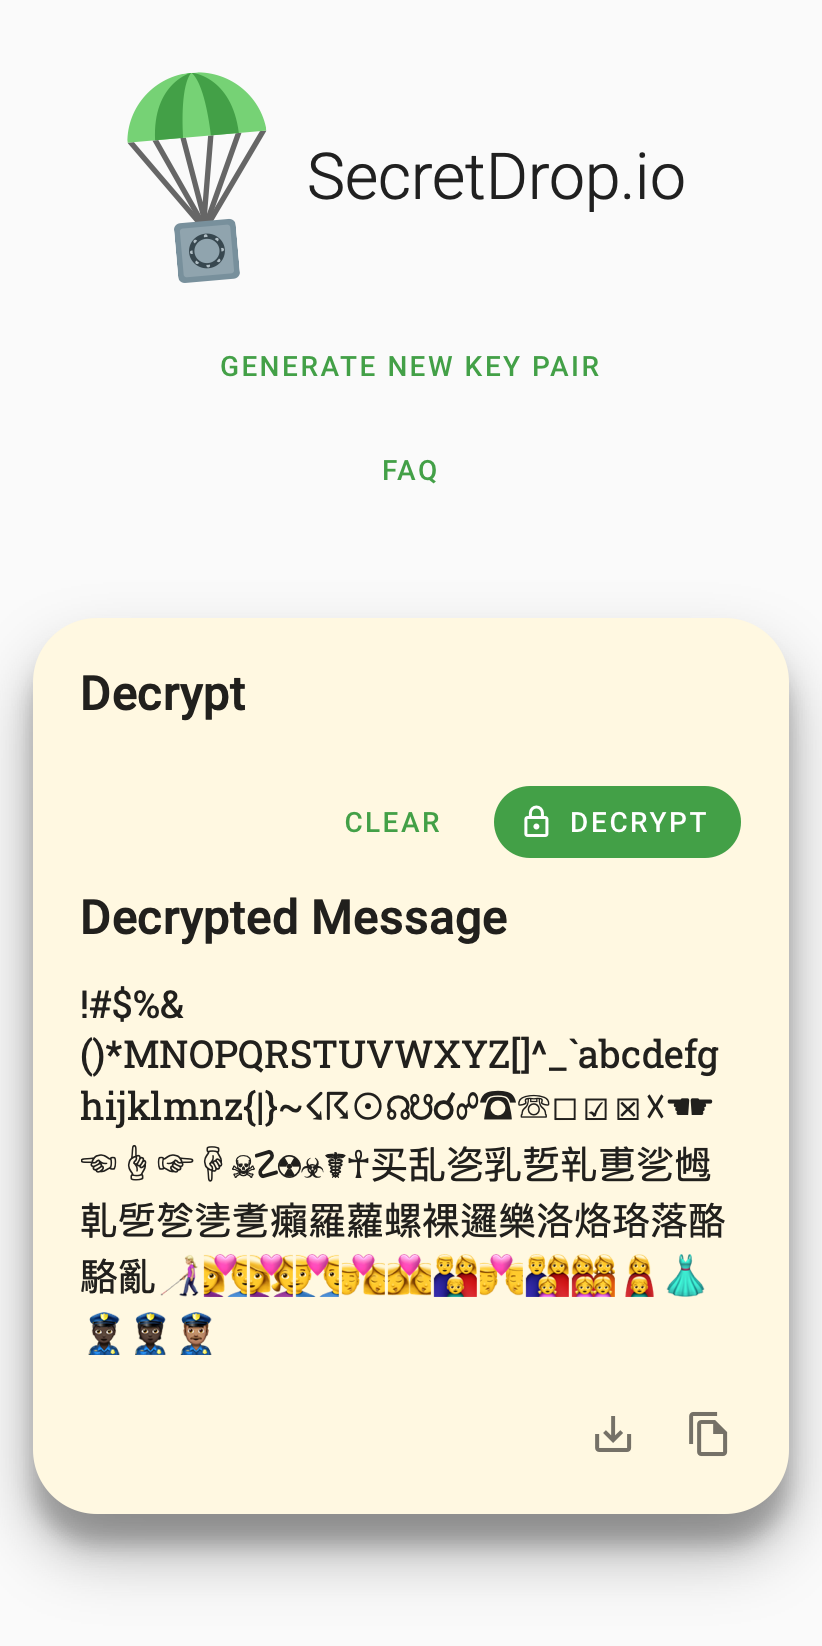 SecretDrop.io
GENERATE NEW KEY PAIR
FAQ
Decrypt
CLEAR
DECRYPT
Decrypted Message
!#$%&
()*MNOPQRSTUVWXYZ[]^_`abcdefg
hijklmnz{|}~☇☈☉☊☋☌☍☎☏☐☑☒☓☚☛
☜☝☞☟☠☡☢☣☤☥买乱乲乳乴乵乶乷乸
乹乺乻乼乽癩羅蘿螺裸邏樂洛烙珞落酪
駱亂👩🏼‍🦯👩‍❤️‍👨👩‍❤️‍👩👨‍❤️‍👨👨‍❤️‍💋‍👩👩‍❤️‍💋‍👩👨‍👩‍👦👨‍❤️‍💋‍👨👨‍👩‍👧👩‍👩‍👧‍👧👩‍👦👗
👮🏿👮🏿‍♀️👮🏽‍♂️